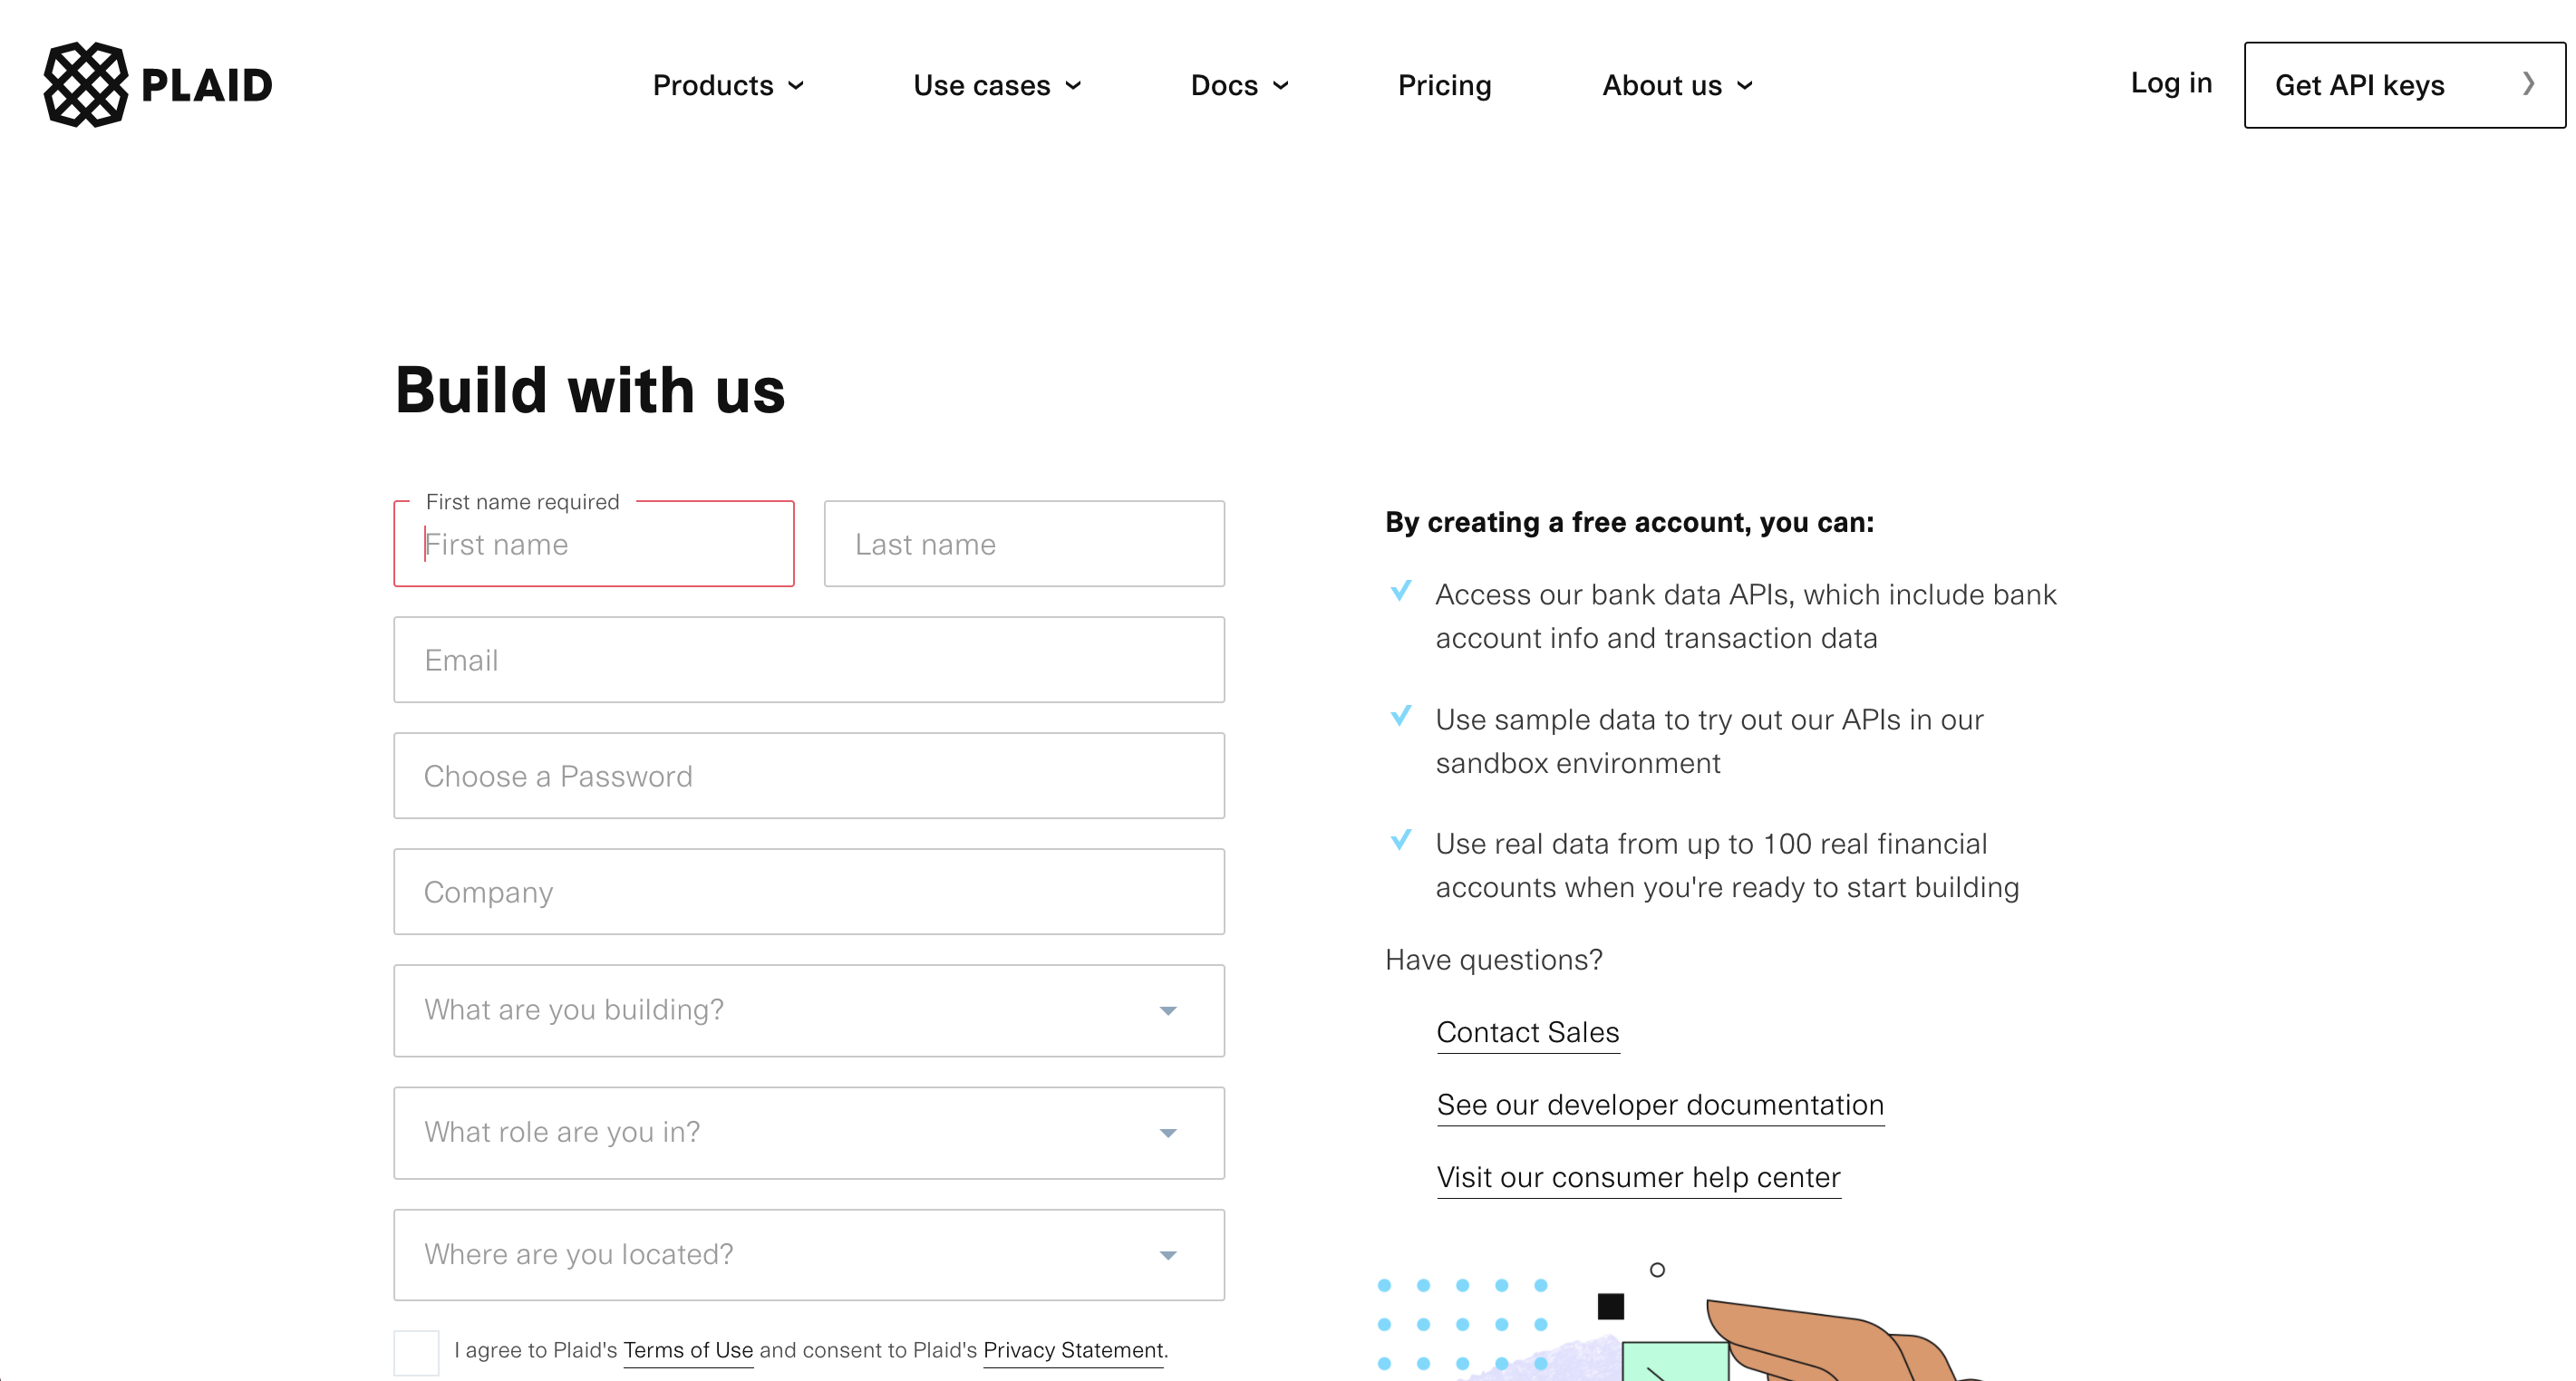 PLAID
Products
Use cases
Docs
Pricing
About us
Log in
Get API keys
Build with us
First name required
First name
Last name
Email
Choose a Password
Company
What are you building?
What role are you in?
Where are you located?
I agree to Plaid's Terms of Use and consent to Plaid's Privacy Statement.
By creating a free account, you can:
Access our bank data APIs, which include bank
account info and transaction data
Use sample data to try out our APIs in our
sandbox environment
Use real data from up to 100 real financial
accounts when you're ready to start building
Have questions?
Contact Sales
See our developer documentation
Visit our consumer help center